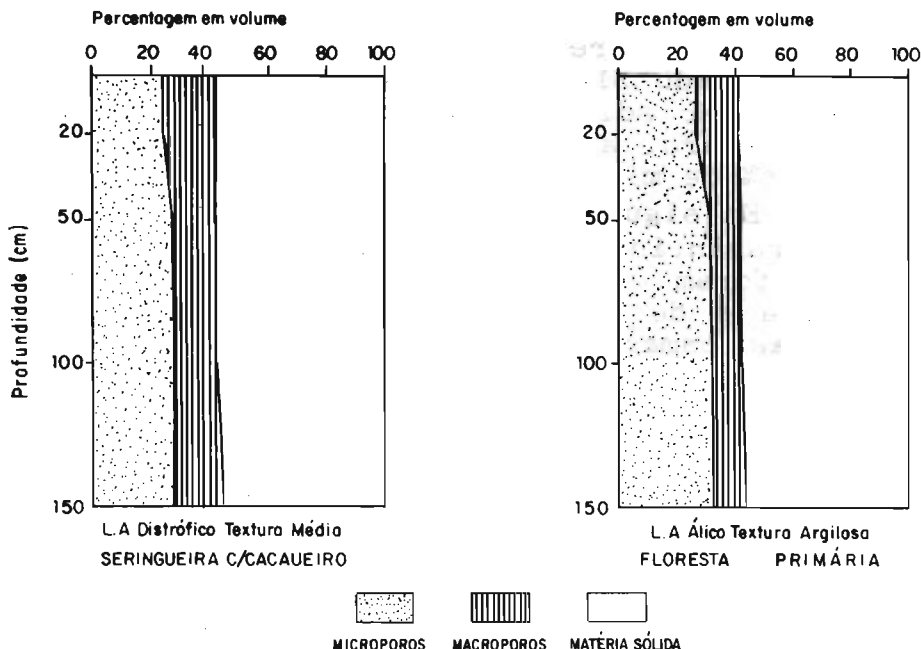 Percentagem em volume
0 20 40 60 80 100
Profundidade (cm)
20
50
100
150
L.A Distrófico Textura Média
SERINGUEIRA C/CACAUEIRO
Percentagem em volume
0 20 40 60 80 100
20
50
100
150
L.A Álico Textura Argilosa
FLORESTA PRIMÁRIA
MICROPOROS MACROPOROS MATÉRIA SÓLIDA